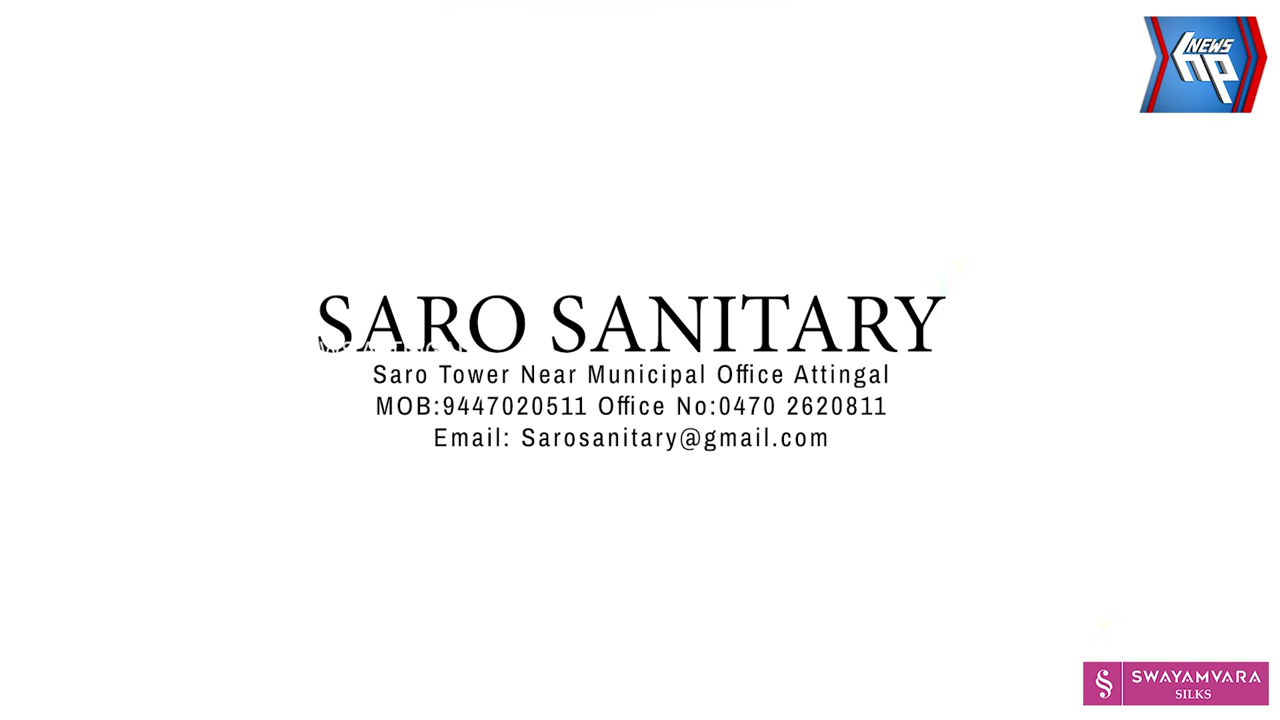 NEWS
hp
SARO SANITARY
Saro Tower Near Municipal Office Attingal
MOB:9447020511 Office No:0470 2620811
Email: Sarosanitary@gmail.com
SWAYAMVARA
SILKS